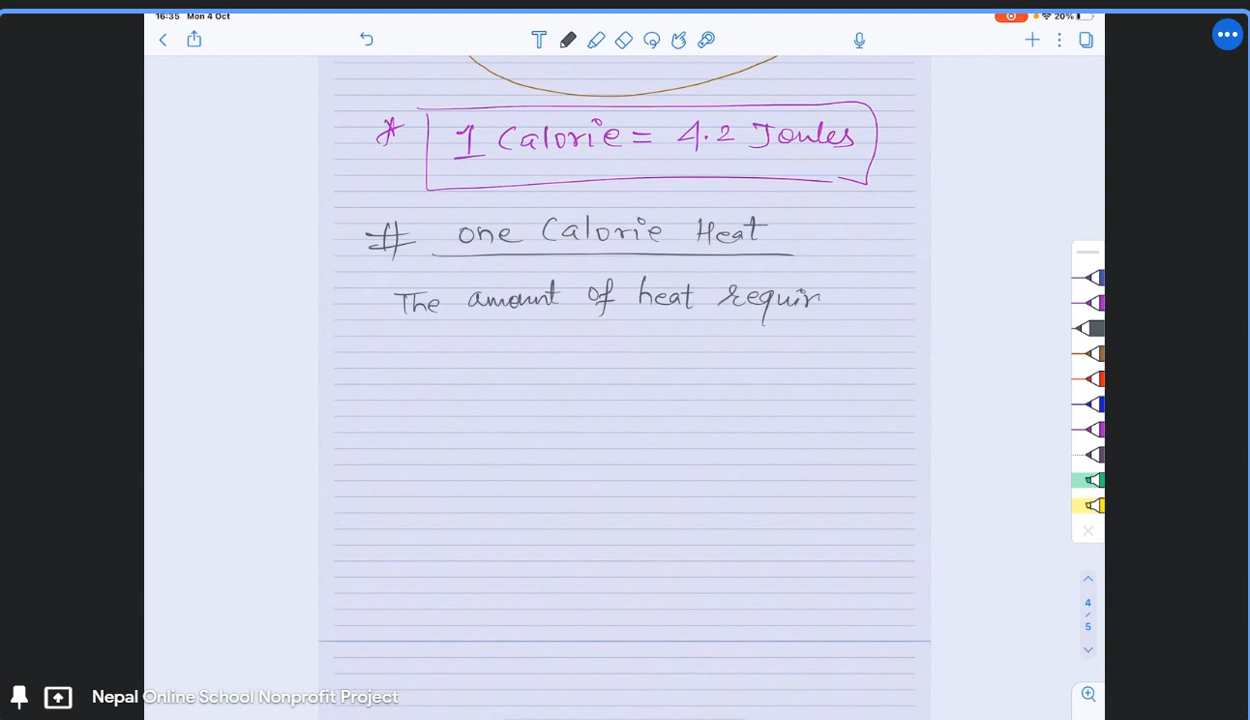 16:35 Mon 4 Oct
20%
T
* 1 Calorie = 4.2 Joules
# one Calorie Heat
The amount of heat requir
4
5
Nepal Online School Nonprofit Project